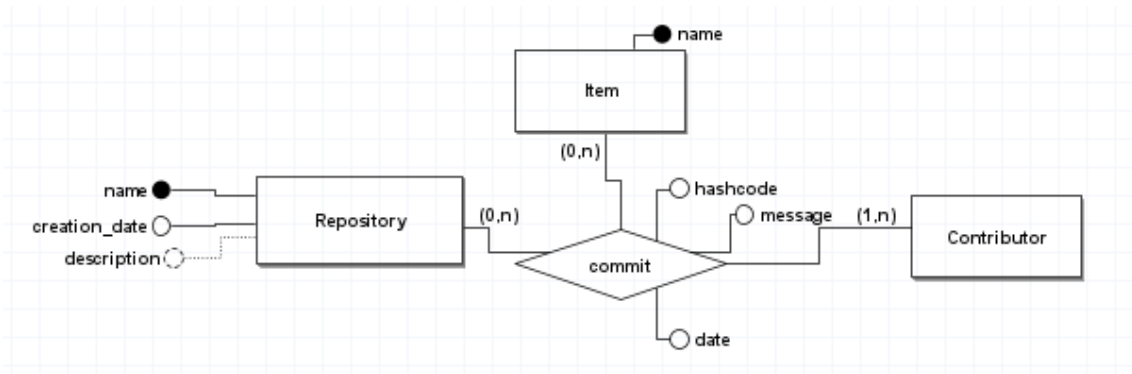 name
Item
(0,n)
name
creation_date
description
Repository
(0,n)
hashcode
message
(1,n)
Contributor
commit
date